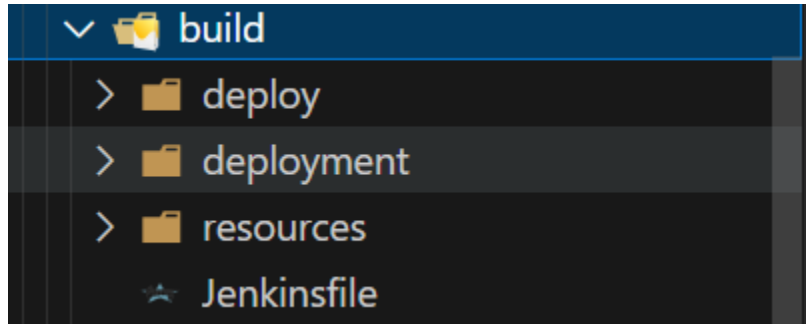 build
deploy
deployment
resources
Jenkinsfile